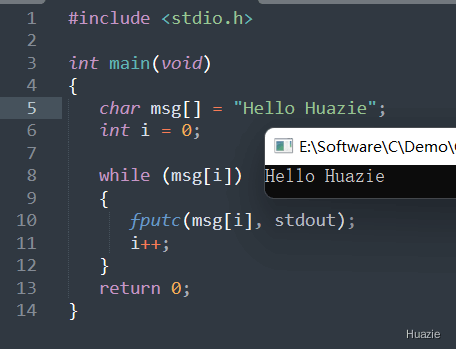 1 #include <stdio.h>
2
3 int main(void)
4 {
5 char msg[] = "Hello Huazie";
6 int i = 0;
7
8 while (msg[i])
9 {
10 fputc(msg[i], stdout);
11 i++;
12 }
13 return 0;
14 }
E:\Software\C\Demo\
Hello Huazie
Huazie